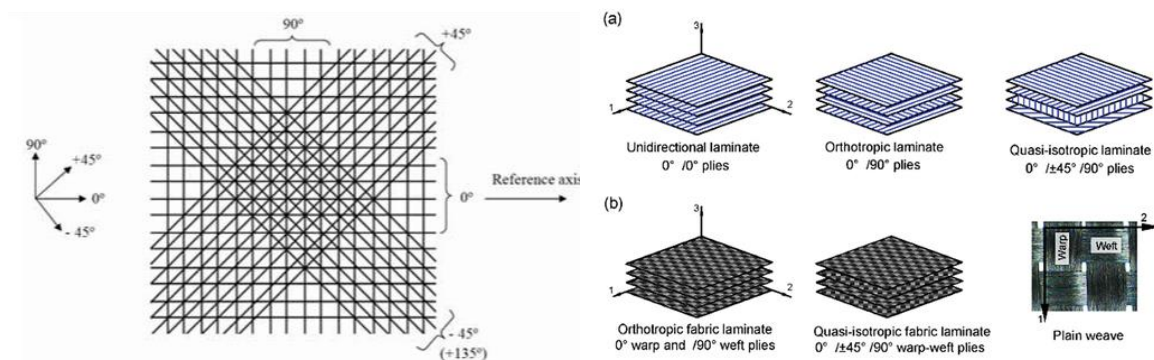 90°
+45°
90°
+45°
0°
- 45°
0°
Reference axis
- 45°
(+135°)
(a)
3
1
2
Unidirectional laminate
0° /0° plies
Orthotropic laminate
0° /90° plies
Quasi-isotropic laminate
0° /±45° /90° plies
(b)
3
1
2
Orthotropic fabric laminate
0° warp and /90° weft plies
Quasi-isotropic fabric laminate
0° /±45° /90° warp-weft plies
2
Warp
Weft
1
Plain weave